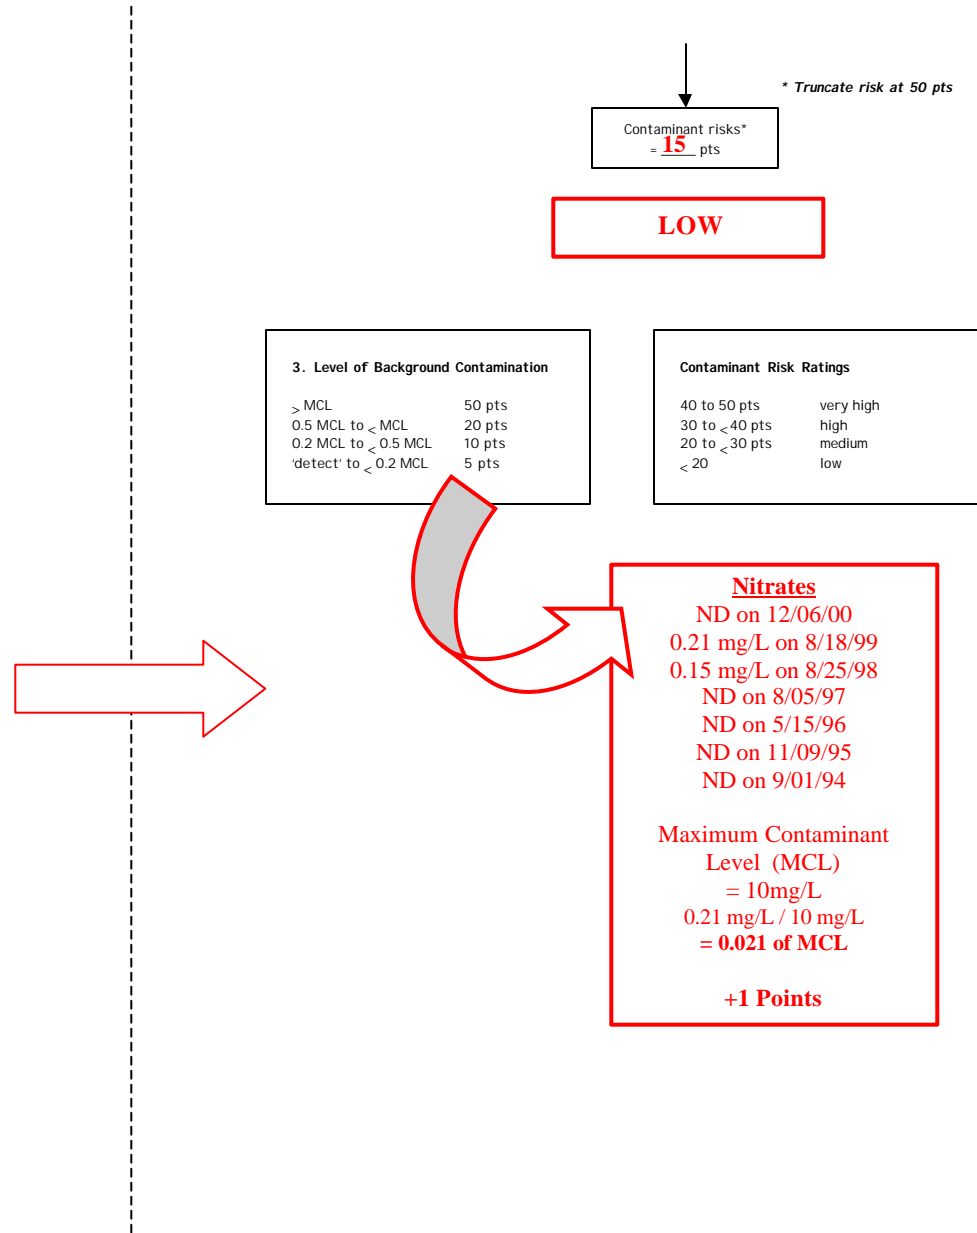 * Truncate risk at 50 pts
Contaminant risks*
= 15 pts
LOW
3. Level of Background Contamination
> MCL 50 pts
0.5 MCL to < MCL 20 pts
0.2 MCL to < 0.5 MCL 10 pts
'detect' to < 0.2 MCL 5 pts
Contaminant Risk Ratings
40 to 50 pts very high
30 to < 40 pts high
20 to < 30 pts medium
< 20 low
Nitrates
ND on 12/06/00
0.21 mg/L on 8/18/99
0.15 mg/L on 8/25/98
ND on 8/05/97
ND on 5/15/96
ND on 11/09/95
ND on 9/01/94
Maximum Contaminant
Level (MCL)
= 10mg/L
0.21 mg/L / 10 mg/L
= 0.021 of MCL
+1 Points